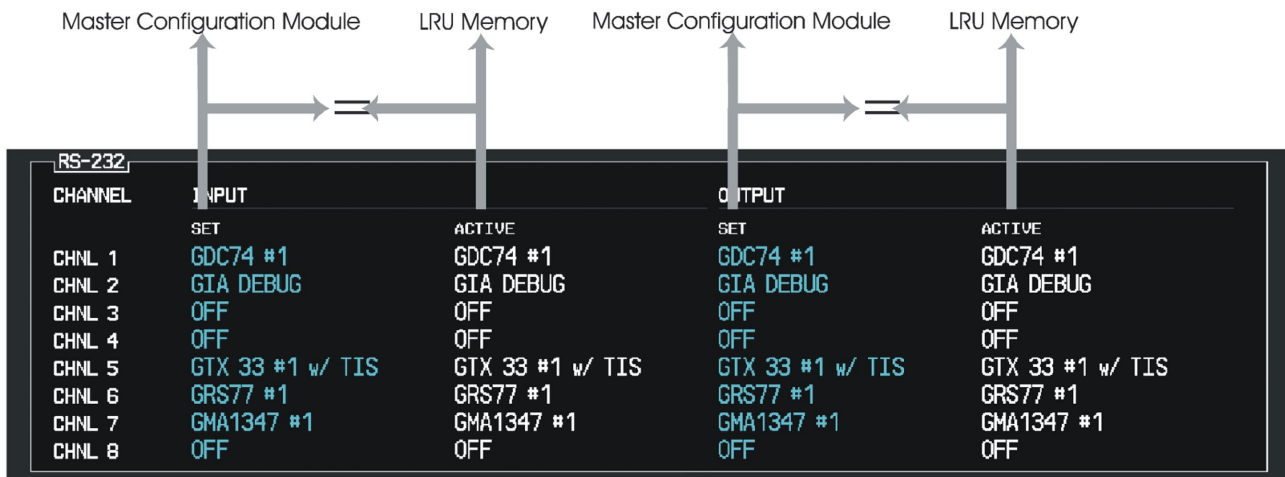 Master Configuration Module LRU Memory Master Configuration Module LRU Memory
RS-232
CHANNEL INPUT OUTPUT
SET ACTIVE SET ACTIVE
CHNL 1 GDC74 #1 GDC74 #1 GDC74 #1 GDC74 #1
CHNL 2 GIA DEBUG GIA DEBUG GIA DEBUG GIA DEBUG
CHNL 3 OFF OFF OFF OFF
CHNL 4 OFF OFF OFF OFF
CHNL 5 GTX 33 #1 w/ TIS GTX 33 #1 w/ TIS GTX 33 #1 w/ TIS GTX 33 #1 w/ TIS
CHNL 6 GRS77 #1 GRS77 #1 GRS77 #1 GRS77 #1
CHNL 7 GMA1347 #1 GMA1347 #1 GMA1347 #1 GMA1347 #1
CHNL 8 OFF OFF OFF OFF